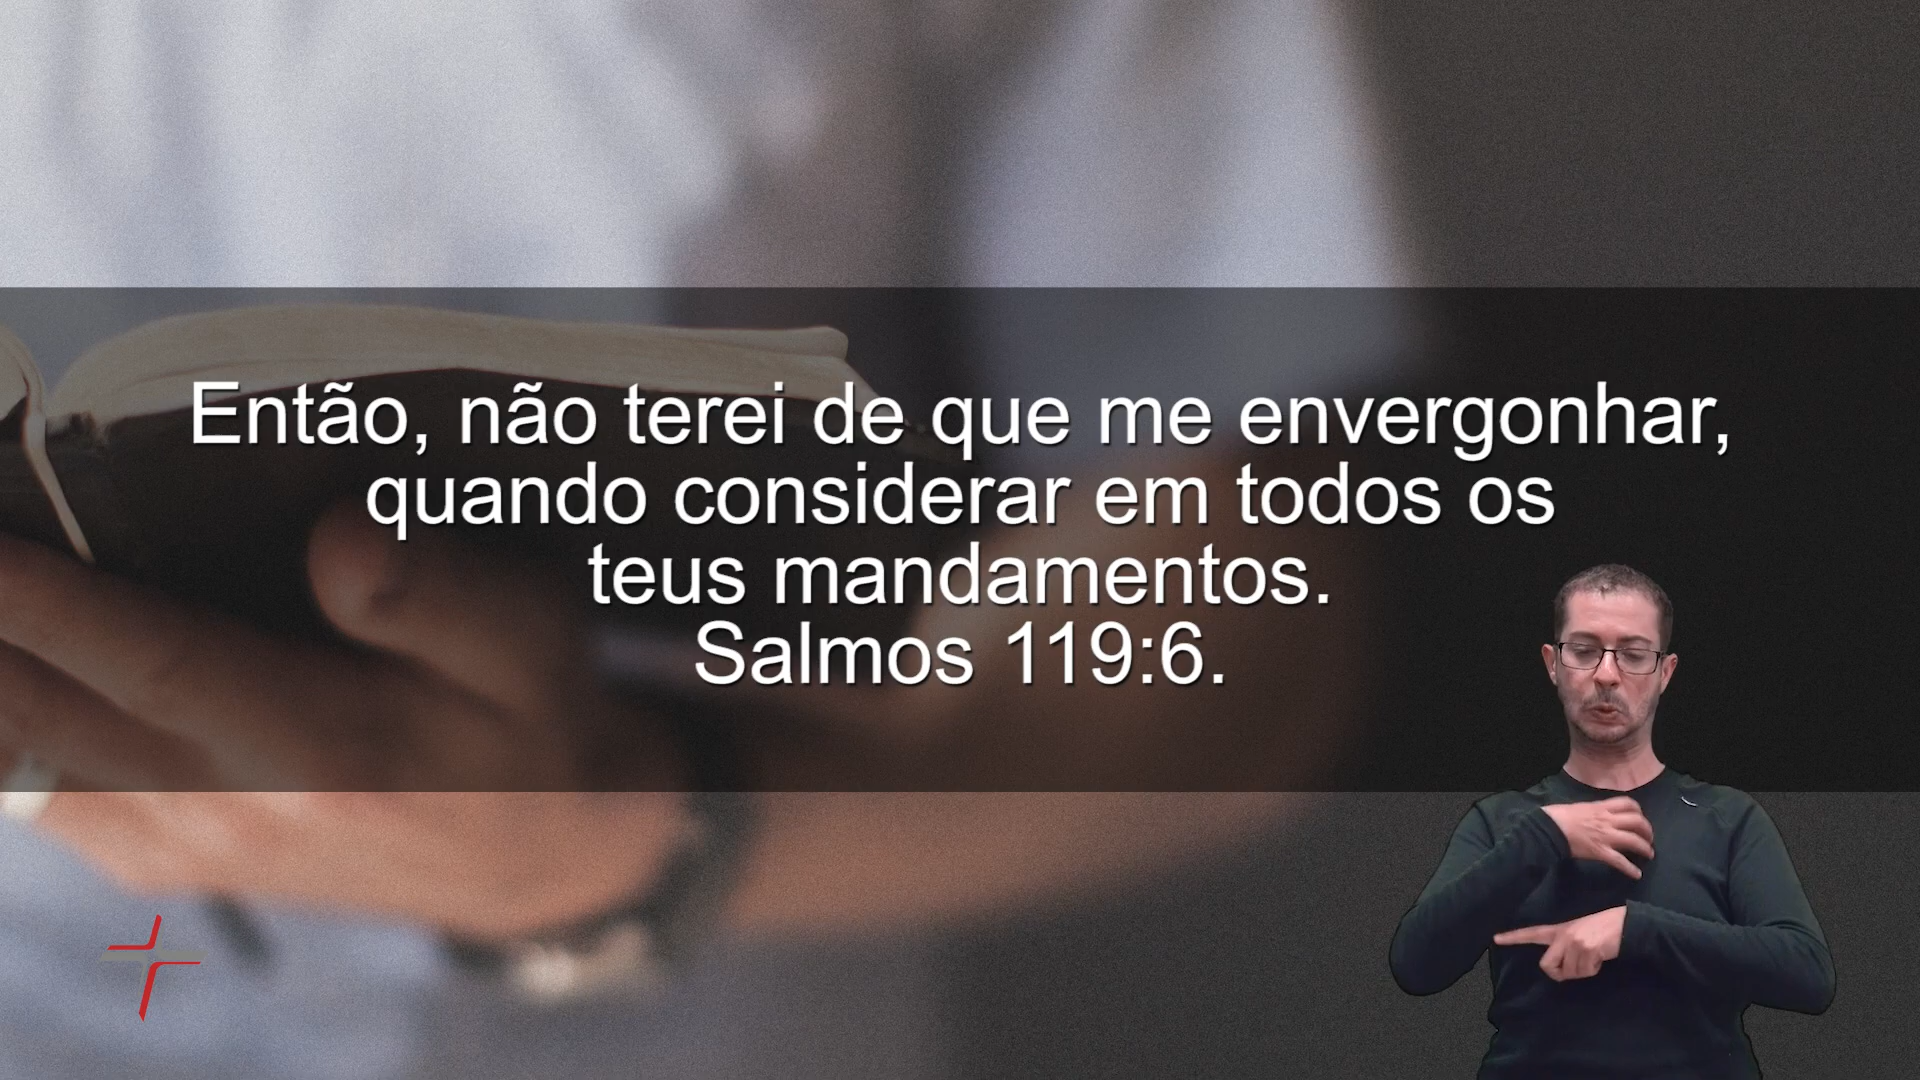 Então, não terei de que me envergonhar,
quando considerar em todos os
teus mandamentos.
Salmos 119:6.